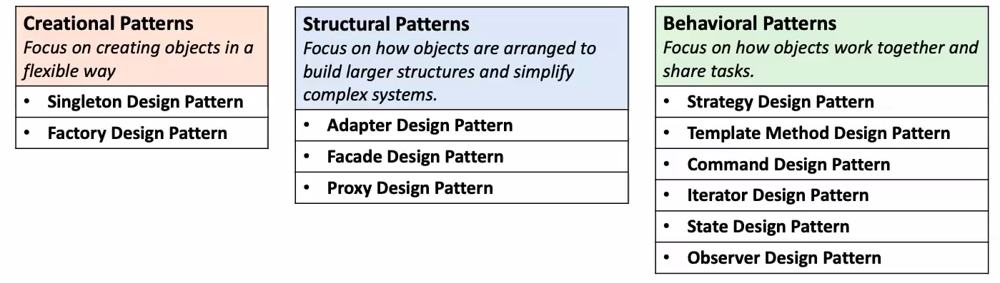 Creational Patterns
Focus on creating objects in a
flexible way
• Singleton Design Pattern
• Factory Design Pattern
Structural Patterns
Focus on how objects are arranged to
build larger structures and simplify
complex systems.
• Adapter Design Pattern
• Facade Design Pattern
• Proxy Design Pattern
Behavioral Patterns
Focus on how objects work together and
share tasks.
• Strategy Design Pattern
• Template Method Design Pattern
• Command Design Pattern
• Iterator Design Pattern
• State Design Pattern
• Observer Design Pattern